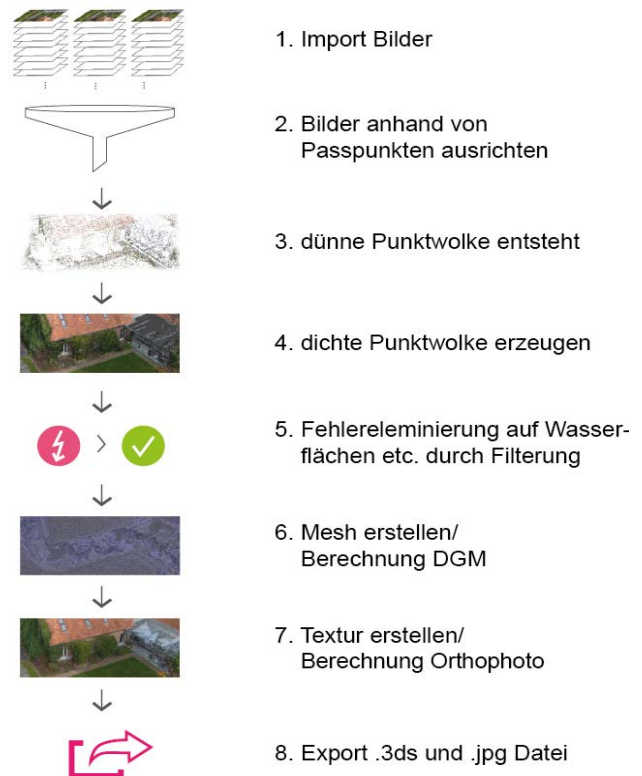 1. Import Bilder
2. Bilder anhand von
Passpunkten ausrichten
3. dünne Punktwolke entsteht
4. dichte Punktwolke erzeugen
5. Fehlereleminierung auf Wasser-
flächen etc. durch Filterung
6. Mesh erstellen/
Berechnung DGM
7. Textur erstellen/
Berechnung Orthophoto
8. Export .3ds und .jpg Datei